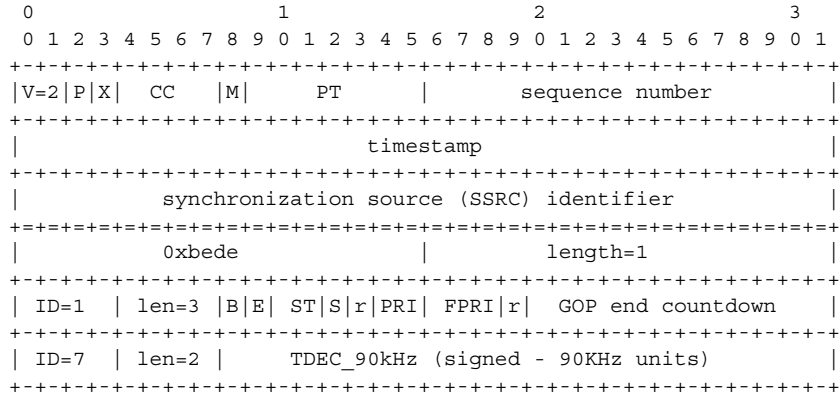 0                   1                   2                   3
 0 1 2 3 4 5 6 7 8 9 0 1 2 3 4 5 6 7 8 9 0 1 2 3 4 5 6 7 8 9 0 1
+-+-+-+-+-+-+-+-+-+-+-+-+-+-+-+-+-+-+-+-+-+-+-+-+-+-+-+-+-+-+-+-+
|V=2|P|X|  CC   |M|     PT      |       sequence number         |
+-+-+-+-+-+-+-+-+-+-+-+-+-+-+-+-+-+-+-+-+-+-+-+-+-+-+-+-+-+-+-+-+
|                           timestamp                           |
+-+-+-+-+-+-+-+-+-+-+-+-+-+-+-+-+-+-+-+-+-+-+-+-+-+-+-+-+-+-+-+-+
|           synchronization source (SSRC) identifier            |
+=+=+=+=+=+=+=+=+=+=+=+=+=+=+=+=+=+=+=+=+=+=+=+=+=+=+=+=+=+=+=+=+
|            0xbede             |         length=1              |
+-+-+-+-+-+-+-+-+-+-+-+-+-+-+-+-+-+-+-+-+-+-+-+-+-+-+-+-+-+-+-+-+
| ID=1  | len=3 |B|E| ST|S|r|PRI| FPRI|r|  GOP end countdown    |
+-+-+-+-+-+-+-+-+-+-+-+-+-+-+-+-+-+-+-+-+-+-+-+-+-+-+-+-+-+-+-+-+
| ID=7  | len=2 |     TDEC_90kHz (signed - 90KHz units)         |
+-+-+-+-+-+-+-+-+-+-+-+-+-+-+-+-+-+-+-+-+-+-+-+-+-+-+-+-+-+-+-+-+